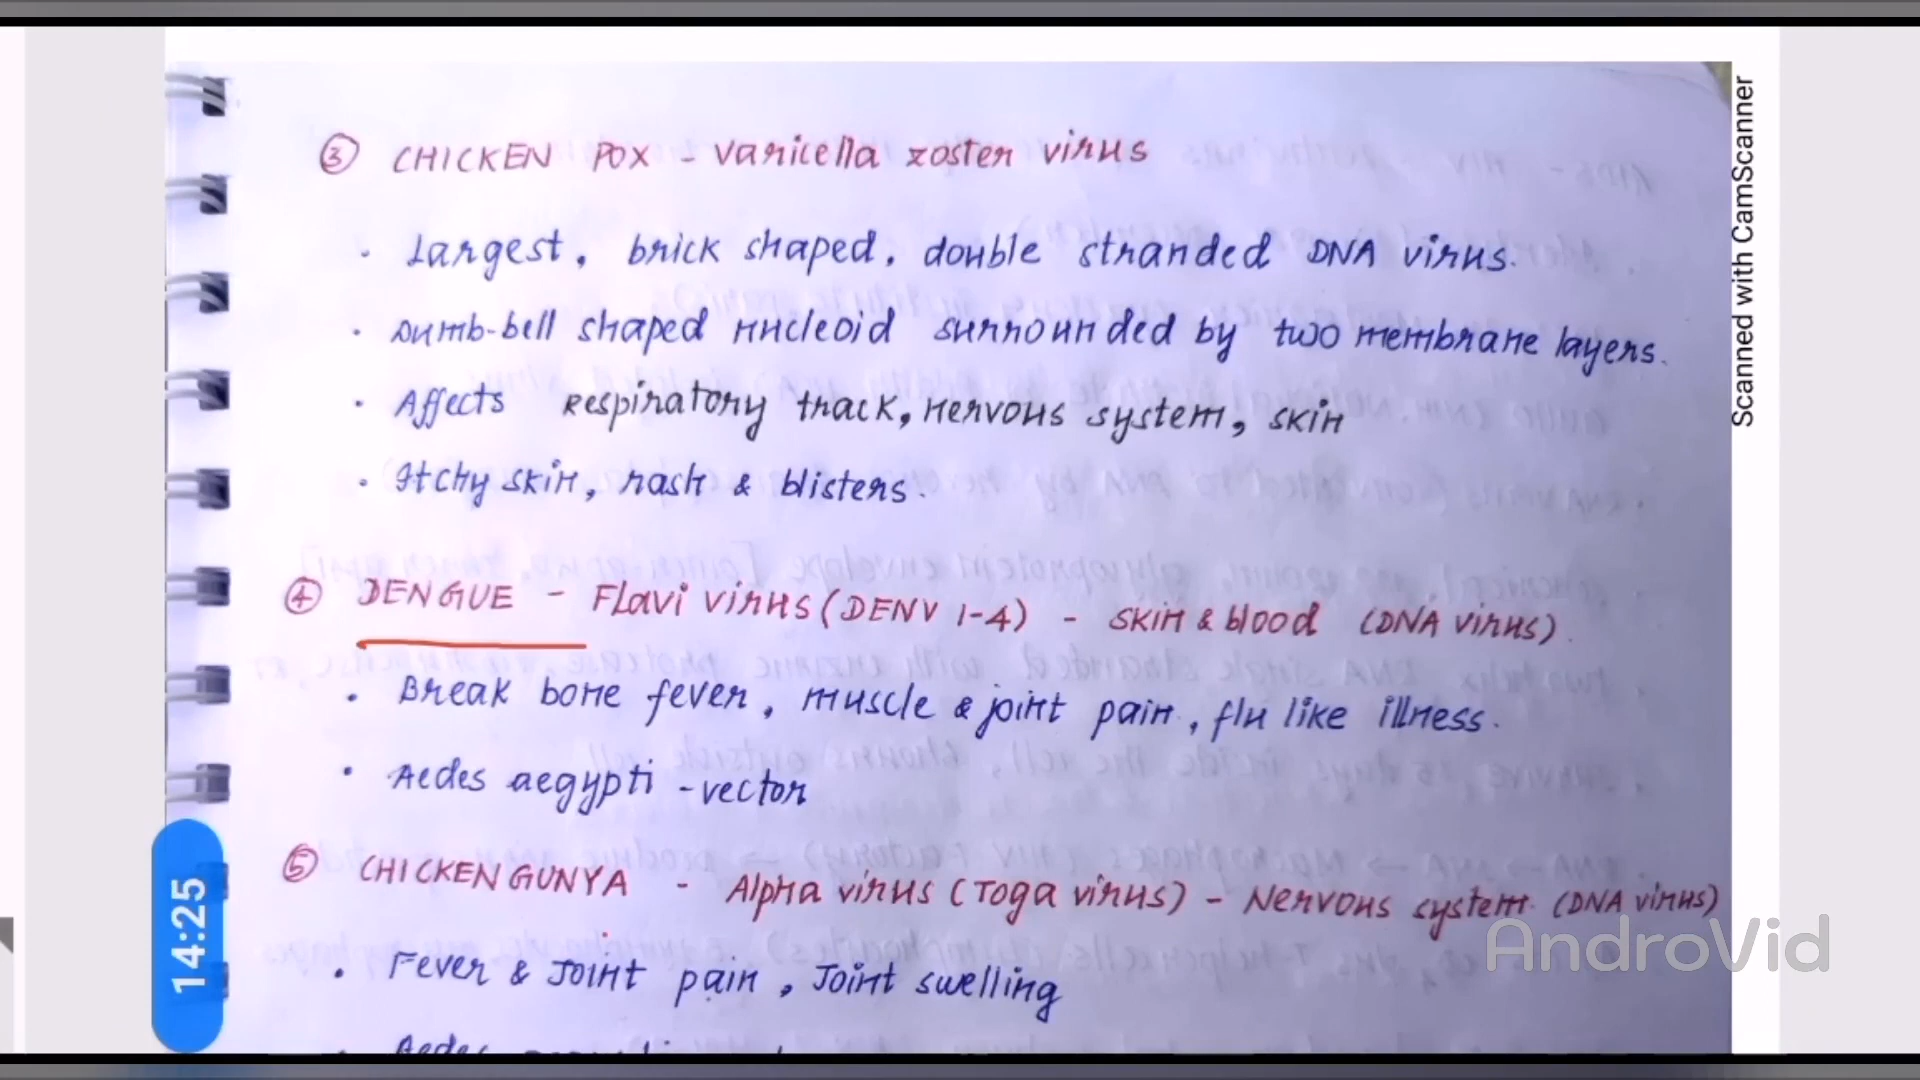 ③ CHICKEN POX - varicella zoster virus
· Largest, brick shaped, double stranded DNA virus.
· Dumb-bell shaped nucleoid surrounded by two membrane layers.
· Affects Respiratory track, nervous system, skin
· Itchy skin, rash & blisters.
④ DENGUE - Flavi virus (DENV 1-4) - skin & blood (DNA virus).
· Break bone fever, muscle & joint pain, flu like illness.
· Aedes aegypti - vector
⑤ CHICKENGUNYA - Alpha virus (Toga virus) - Nervous system (DNA virus)
· Fever & Joint pain, Joint swelling
Scanned with CamScanner
14:25
AndroVid